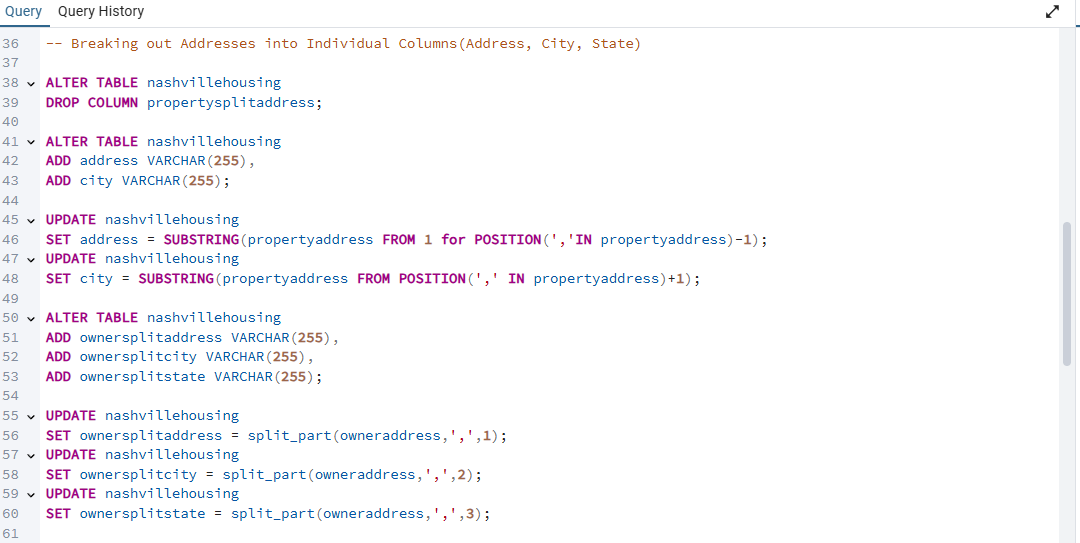 Query Query History
36 -- Breaking out Addresses into Individual Columns(Address, City, State)
37
38 ALTER TABLE nashvillehousing
39 DROP COLUMN propertysplitaddress;
40
41 ALTER TABLE nashvillehousing
42 ADD address VARCHAR(255),
43 ADD city VARCHAR(255);
44
45 UPDATE nashvillehousing
46 SET address = SUBSTRING(propertyaddress FROM 1 for POSITION(','IN propertyaddress)-1);
47 UPDATE nashvillehousing
48 SET city = SUBSTRING(propertyaddress FROM POSITION(',' IN propertyaddress)+1);
49
50 ALTER TABLE nashvillehousing
51 ADD ownersplitaddress VARCHAR(255),
52 ADD ownersplitcity VARCHAR(255),
53 ADD ownersplitstate VARCHAR(255);
54
55 UPDATE nashvillehousing
56 SET ownersplitaddress = split_part(owneraddress,',',1);
57 UPDATE nashvillehousing
58 SET ownersplitcity = split_part(owneraddress,',',2);
59 UPDATE nashvillehousing
60 SET ownersplitstate = split_part(owneraddress,',',3);
61